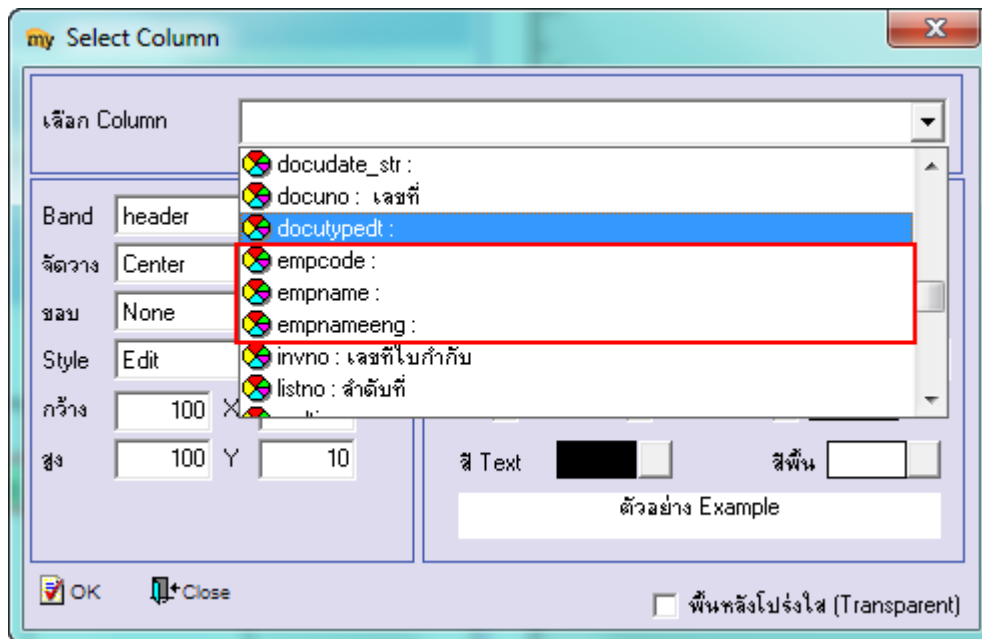 my Select Column
เลือก Column
docudate_str :
docuno : เลขที่
docutypedt :
empcode :
empname :
empnameeng :
invno : เลขที่ใบกำกับ
listno : ลำดับที่
Band header
จัดวาง Center
ขอบ None
Style Edit
กว้าง 100 X
สูง 100 Y 10
สี Text
สีพื้น
ตัวอย่าง Example
OK
Close
พื้นหลังโปร่งใส (Transparent)